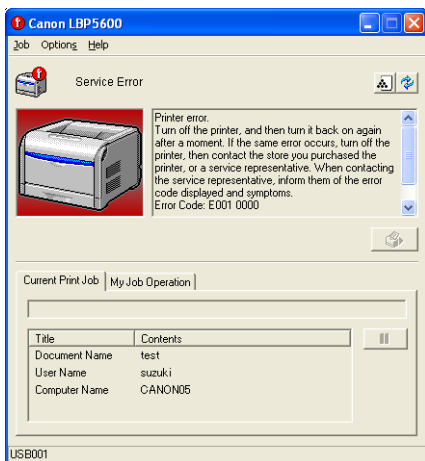 Canon LBP5600
Job Options Help
Service Error
Printer error.
Turn off the printer, and then turn it back on again
after a moment. If the same error occurs, turn off the
printer, then contact the store you purchased the
printer, or a service representative. When contacting
the service representative, inform them of the error
code displayed and symptoms.
Error Code: E001 0000
Current Print Job My Job Operation
Title Contents
Document Name test
User Name suzuki
Computer Name CANON05
USB001